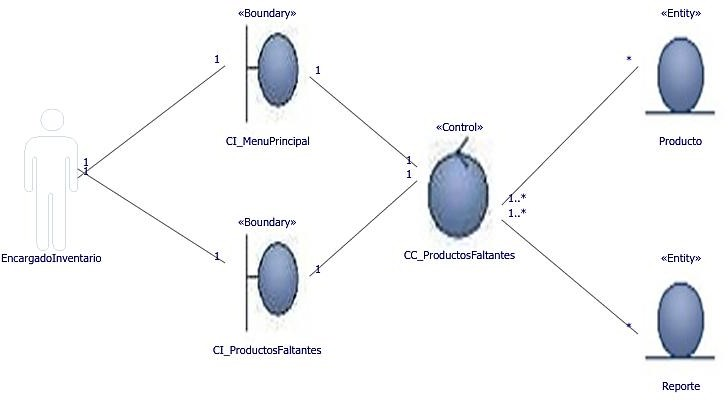 «Boundary»
«Entity»
1
1
*
CI_MenuPrincipal
«Control»
Producto
1
1
1
1
1..*
1..*
«Boundary»
EncargadoInventario
1
1
CC_ProductosFaltantes
«Entity»
*
CI_ProductosFaltantes
Reporte